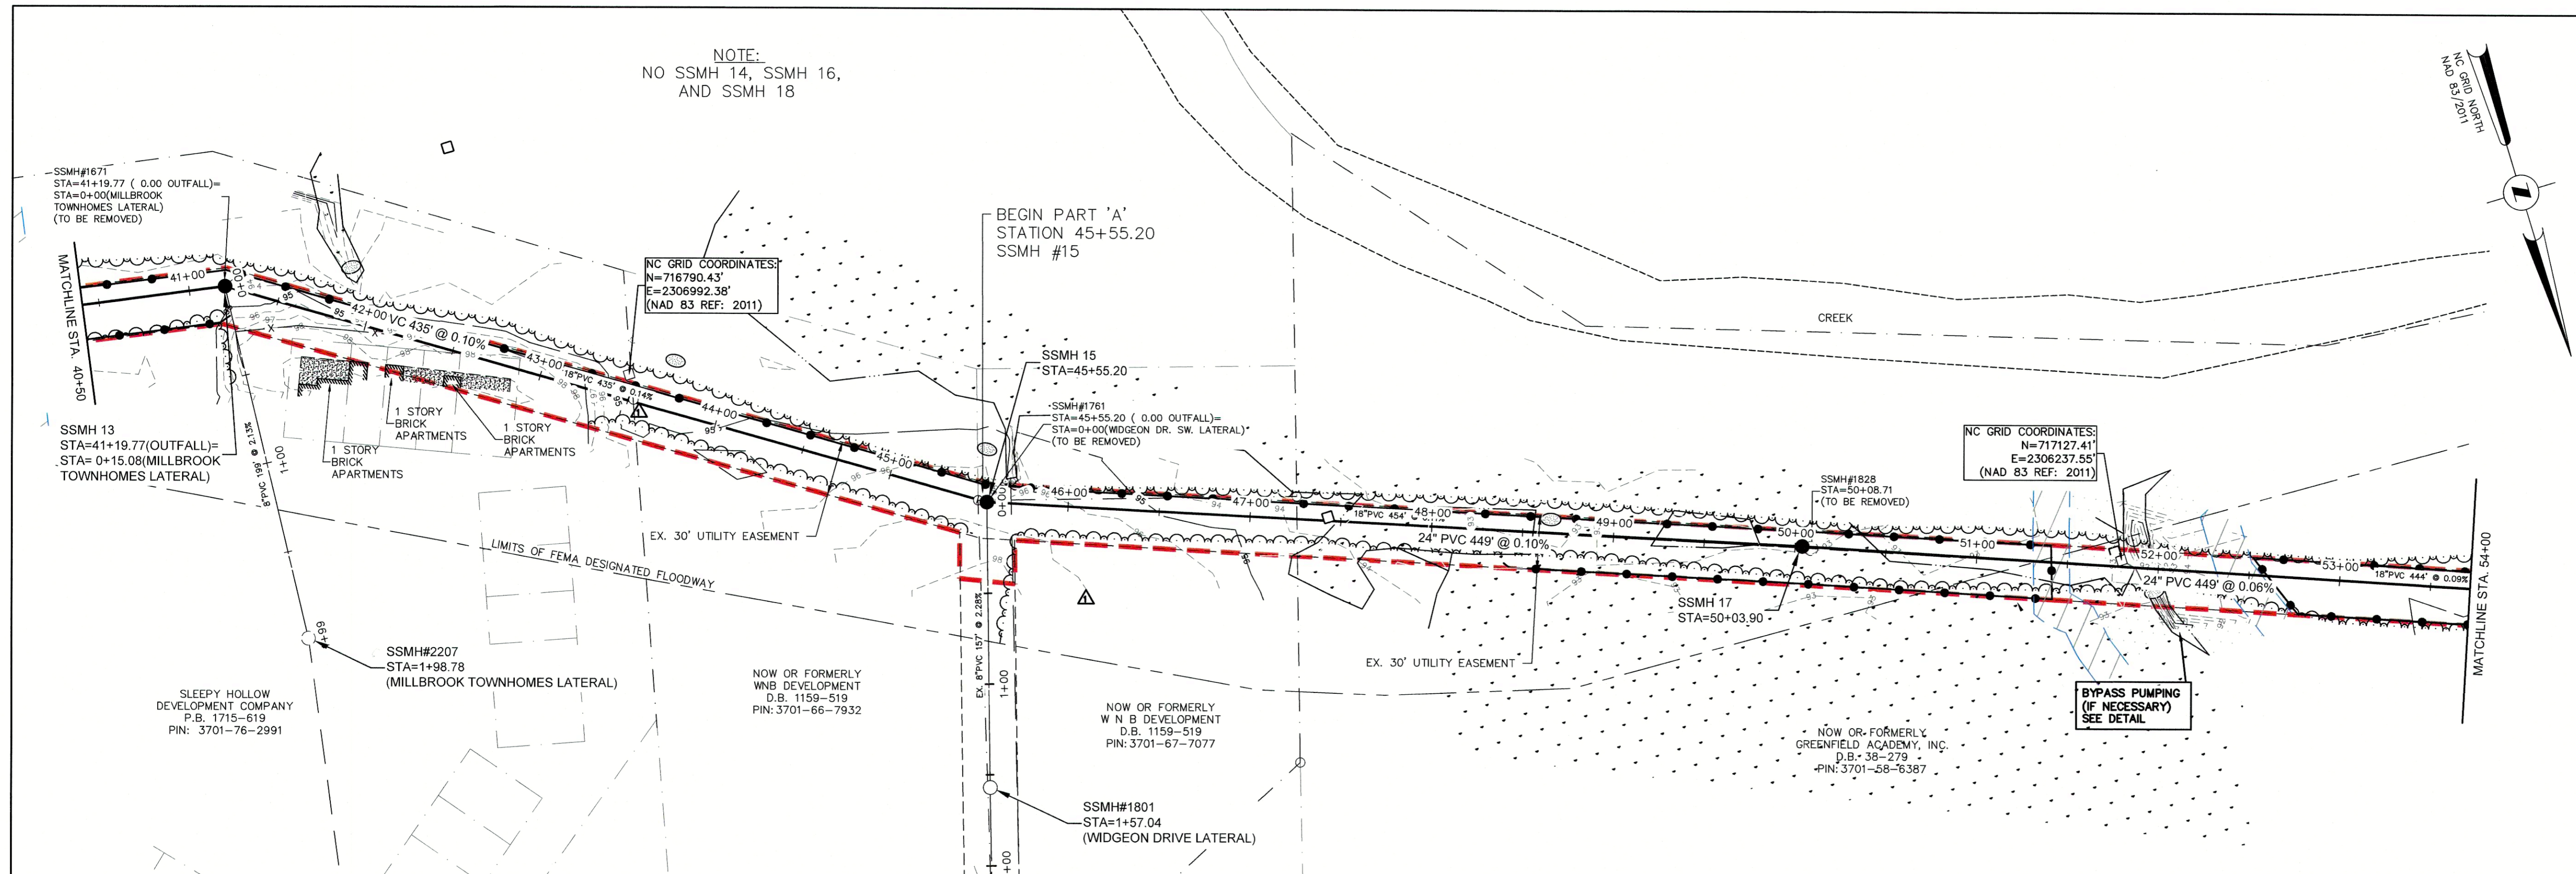 NOTE:
NO SSMH 14, SSMH 16,
AND SSMH 18
NC GRID NORTH
NAD 83/2011
SSMH#1671
STA=41+19.77 ( 0.00 OUTFALL)=
STA=0+00(MILLBROOK
TOWNHOMES LATERAL)
(TO BE REMOVED)
BEGIN PART 'A'
STATION 45+55.20
SSMH #15
NC GRID COORDINATES:
N=716790.43'
E=2306992.38'
(NAD 83 REF: 2011)
MATCHLINE STA. 40+50
41+00
0+00
42+00
VC 435' @ 0.10%
43+00
18"PVC 435' @ 0.14%
44+00
45+00
CREEK
SSMH 15
STA=45+55.20
SSMH#1761
STA=45+55.20 ( 0.00 OUTFALL)=
STA=0+00(WIDGEON DR. SW. LATERAL)
(TO BE REMOVED)
SSMH 13
STA=41+19.77(OUTFALL)=
STA= 0+15.08(MILLBROOK
TOWNHOMES LATERAL)
8"PVC 199' @ 2.13%
1+00
1 STORY
BRICK
APARTMENTS
1 STORY
BRICK
APARTMENTS
1 STORY
BRICK
APARTMENTS
NC GRID COORDINATES:
N=717127.41'
E=2306237.55'
(NAD 83 REF: 2011)
SSMH#1828
STA=50+08.71
(TO BE REMOVED)
0+00
46+00
47+00
18"PVC 454'
48+00
49+00
50+00
51+00
52+00
53+00
24" PVC 449' @ 0.10%
24" PVC 449' @ 0.06%
18"PVC 444' @ 0.09%
MATCHLINE STA. 54+00
EX. 30' UTILITY EASEMENT
LIMITS OF FEMA DESIGNATED FLOODWAY
1
1
SSMH 17
STA=50+03.90
EX. 30' UTILITY EASEMENT
EX. 8"PVC 157' @ 2.28%
1+00
+99
SSMH#2207
STA=1+98.78
(MILLBROOK TOWNHOMES LATERAL)
SLEEPY HOLLOW
DEVELOPMENT COMPANY
P.B. 1715-619
PIN: 3701-76-2991
NOW OR FORMERLY
WNB DEVELOPMENT
D.B. 1159-519
PIN: 3701-66-7932
NOW OR FORMERLY
W N B DEVELOPMENT
D.B. 1159-519
PIN: 3701-67-7077
BYPASS PUMPING
(IF NECESSARY)
SEE DETAIL
NOW OR FORMERLY
GREENFIELD ACADEMY, INC.
D.B. 38-279
PIN: 3701-58-6387
SSMH#1801
STA=1+57.04
(WIDGEON DRIVE LATERAL)
+00